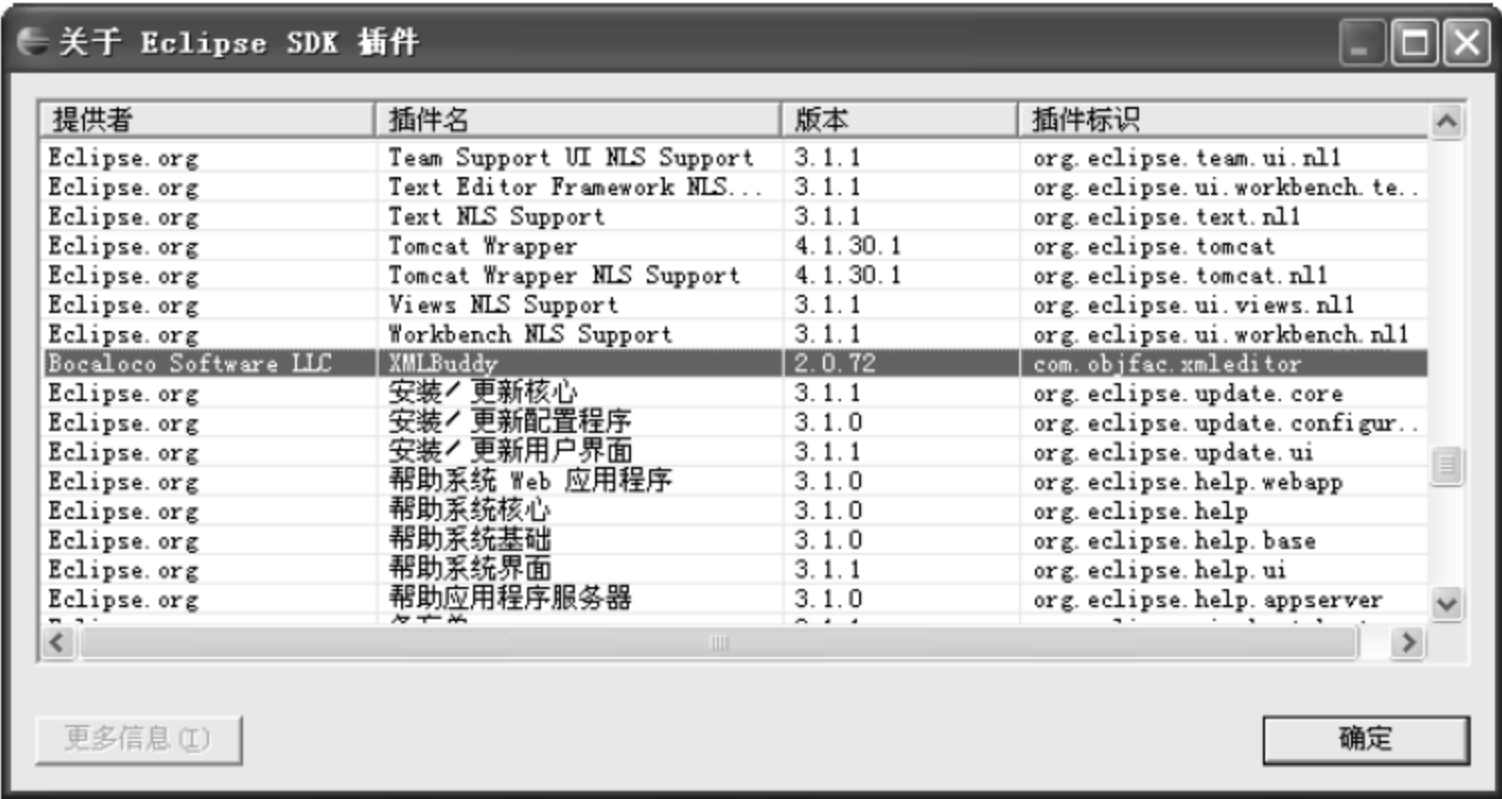 关于 Eclipse SDK 插件
提供者 插件名 版本 插件标识
Eclipse.org Team Support UI NLS Support 3.1.1 org.eclipse.team.ui.nl1
Eclipse.org Text Editor Framework NLS... 3.1.1 org.eclipse.ui.workbench.te..
Eclipse.org Text NLS Support 3.1.1 org.eclipse.text.nl1
Eclipse.org Tomcat Wrapper 4.1.30.1 org.eclipse.tomcat
Eclipse.org Tomcat Wrapper NLS Support 4.1.30.1 org.eclipse.tomcat.nl1
Eclipse.org Views NLS Support 3.1.1 org.eclipse.ui.views.nl1
Eclipse.org Workbench NLS Support 3.1.1 org.eclipse.ui.workbench.nl1
Bocaloco Software LLC XMLBuddy 2.0.72 com.objfac.xmleditor
Eclipse.org 安装/更新核心 3.1.1 org.eclipse.update.core
Eclipse.org 安装/更新配置程序 3.1.0 org.eclipse.update.configur..
Eclipse.org 安装/更新用户界面 3.1.1 org.eclipse.update.ui
Eclipse.org 帮助系统 Web 应用程序 3.1.0 org.eclipse.help.webapp
Eclipse.org 帮助系统核心 3.1.0 org.eclipse.help
Eclipse.org 帮助系统基础 3.1.0 org.eclipse.help.base
Eclipse.org 帮助系统界面 3.1.1 org.eclipse.help.ui
Eclipse.org 帮助应用程序服务器 3.1.0 org.eclipse.help.appserver
更多信息(I) 确定